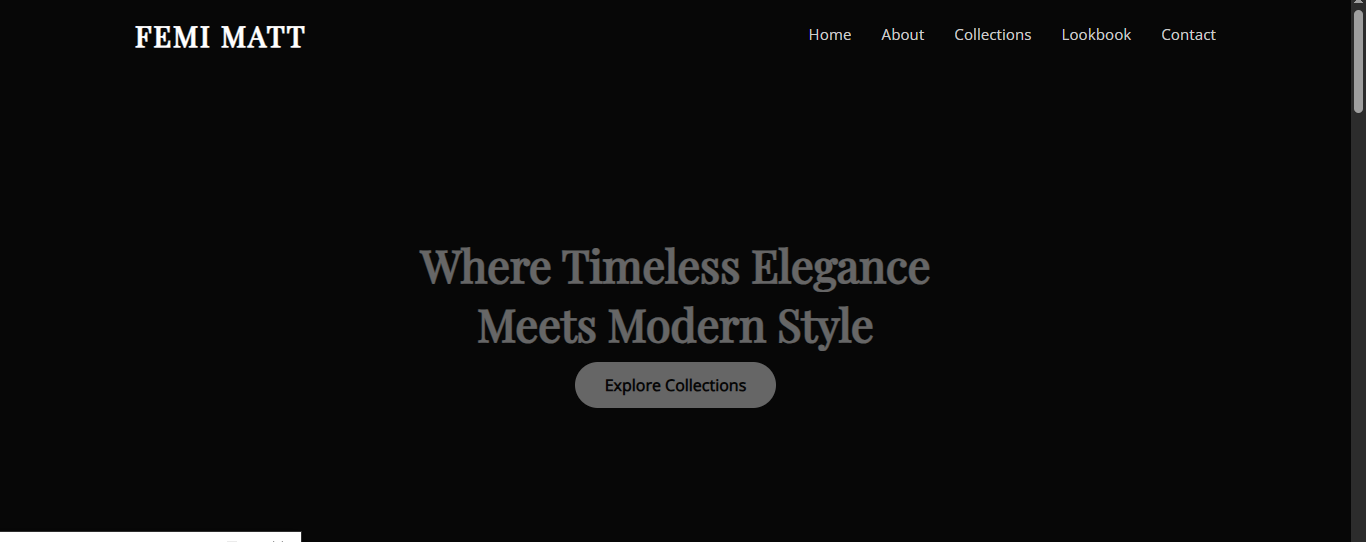 FEMI MATT
Home About Collections Lookbook Contact
Where Timeless Elegance
Meets Modern Style
Explore Collections